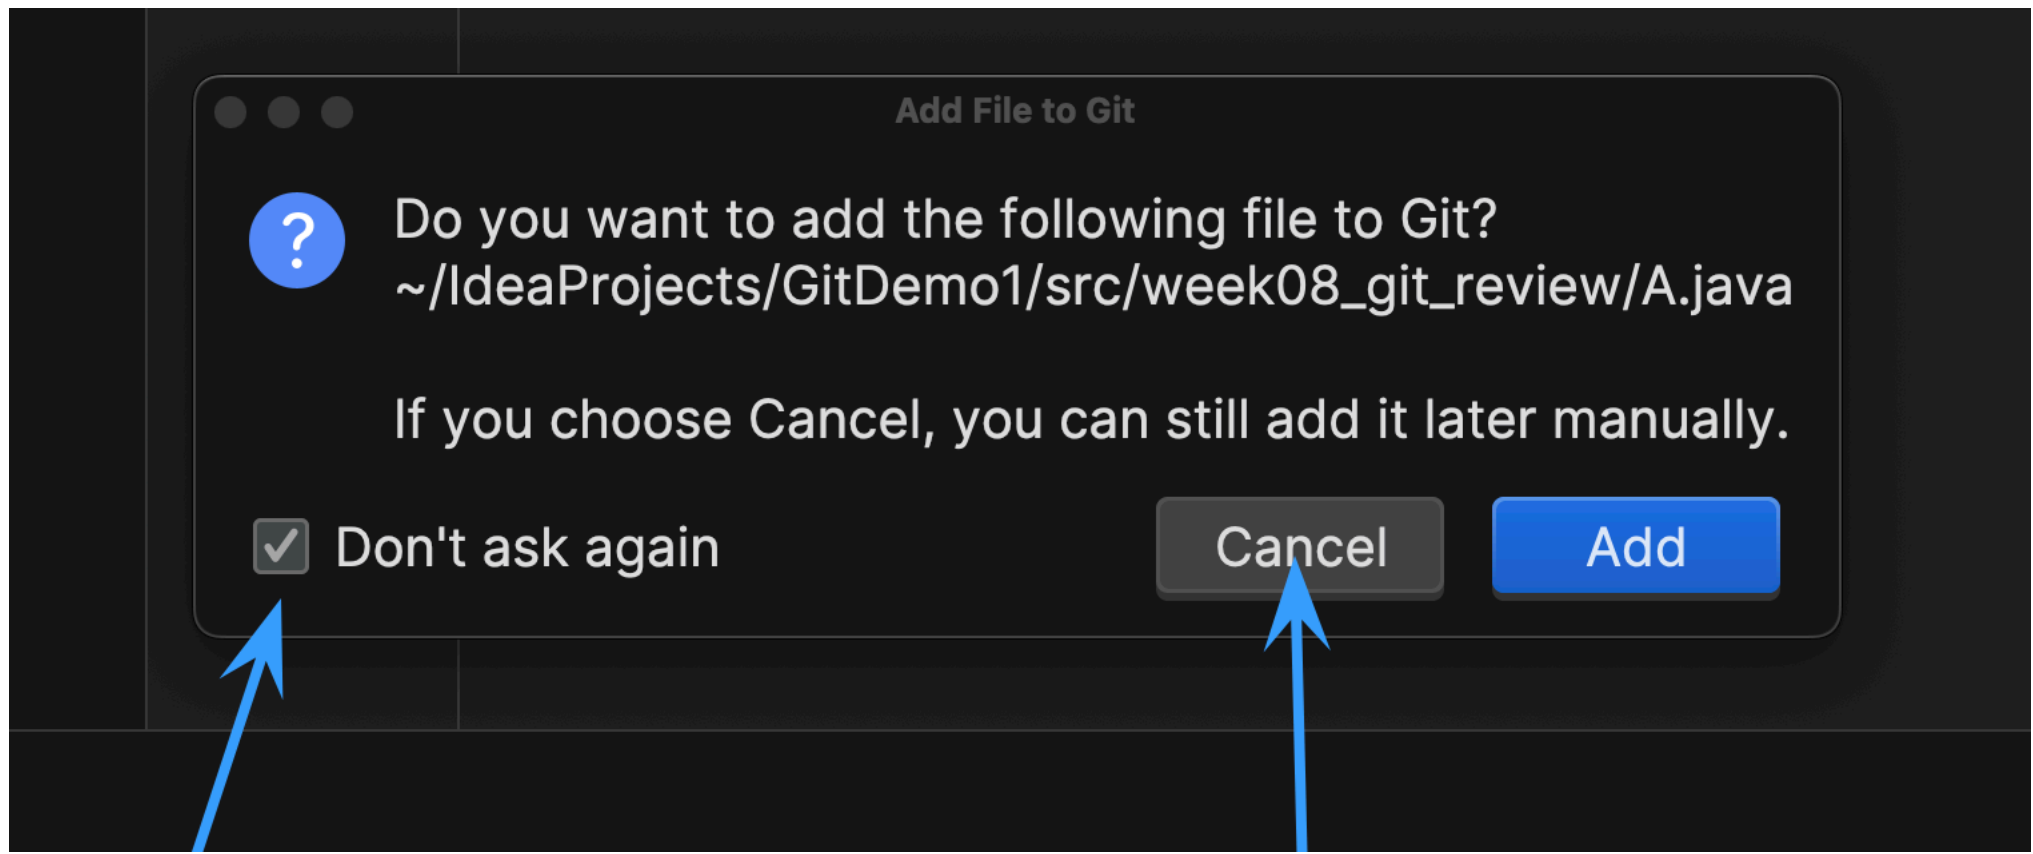 Add File to Git
?
Do you want to add the following file to Git?
~/IdeaProjects/GitDemo1/src/week08_git_review/A.java
If you choose Cancel, you can still add it later manually.
Don't ask again
Cancel
Add